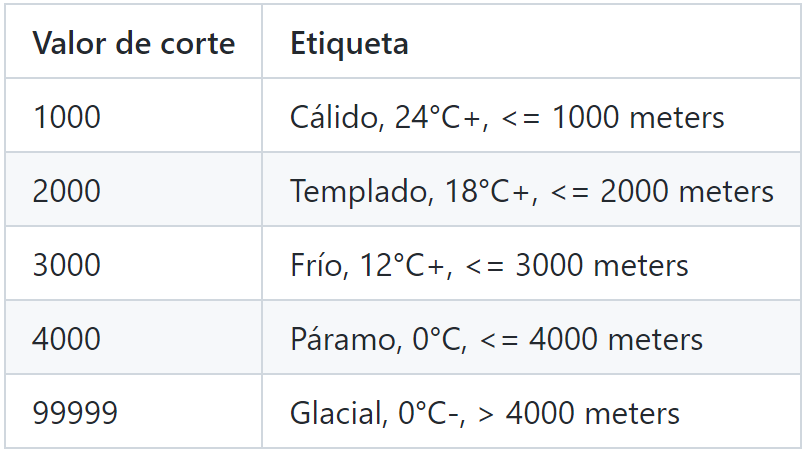 Valor de corte Etiqueta
1000 Cálido, 24°C+, <= 1000 meters
2000 Templado, 18°C+, <= 2000 meters
3000 Frío, 12°C+, <= 3000 meters
4000 Páramo, 0°C, <= 4000 meters
99999 Glacial, 0°C-, > 4000 meters